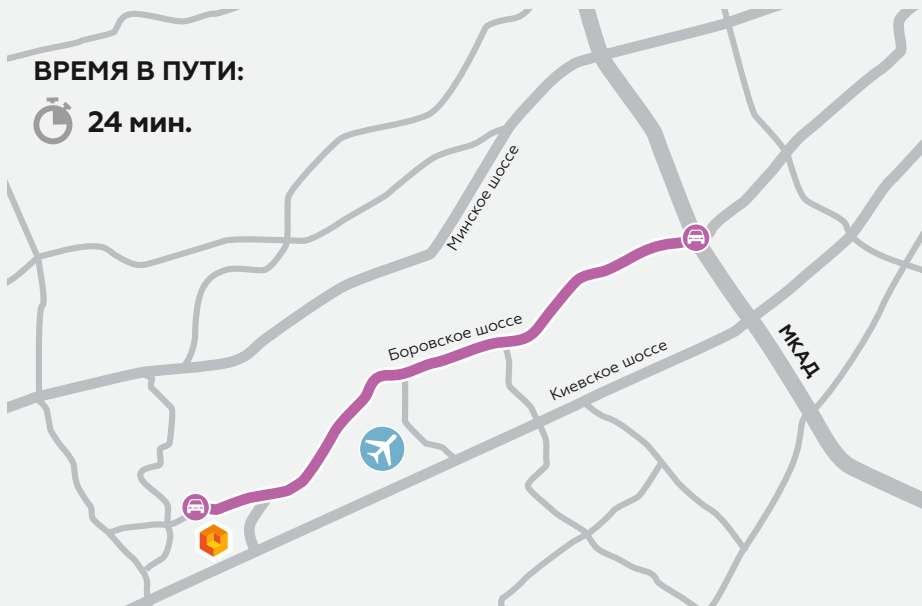 ВРЕМЯ В ПУТИ:
24 мин.
Минское шоссе
Боровское шоссе
Киевское шоссе
МКАД